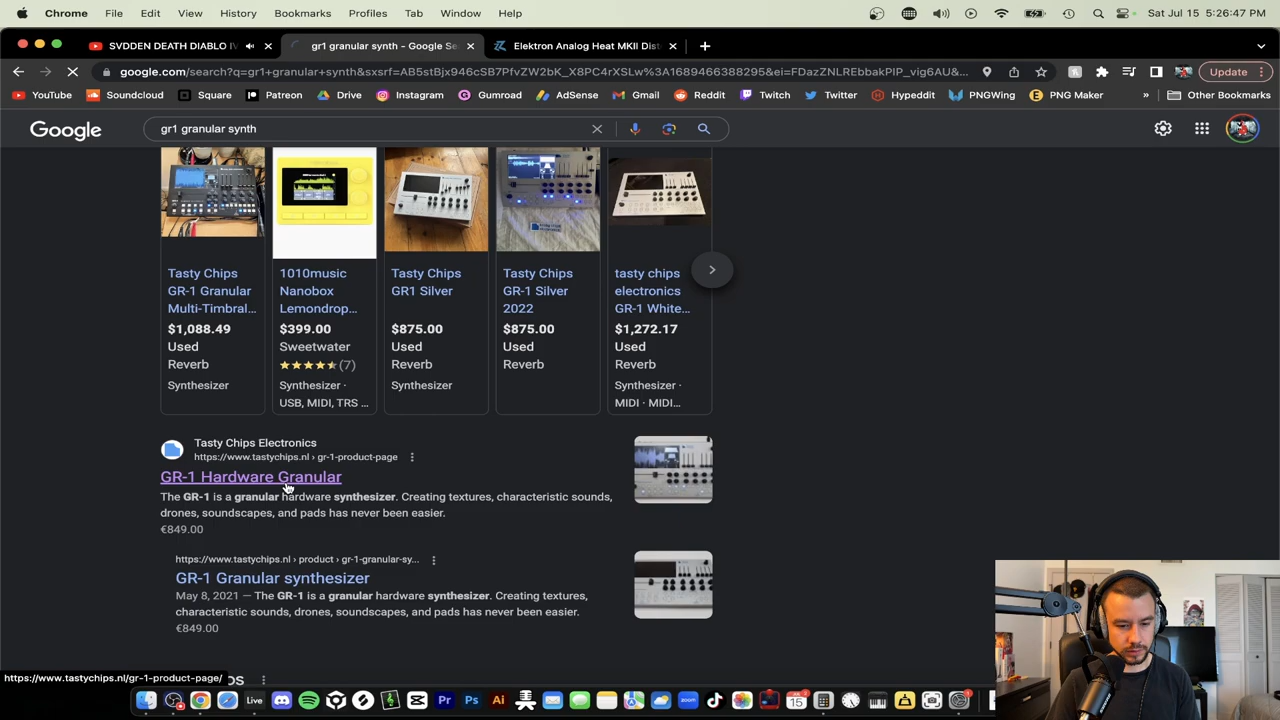 Chrome File Edit View History Bookmarks Profiles Tab Window Help Sat Jul 15 5:26:47 PM
SVDDEN DEATH DIABLO IV
gr1 granular synth - Google Se
Elektron Analog Heat MKII Dist
google.com/search?q=gr1+granular+synth&sxsrf=AB5stBjx946cSB7PfvZW2bK_X8PC4rXSLw%3A1689466388295&ei=FDazZNLREbbakPIP_vig6AU&...
Update
YouTube Soundcloud Square Patreon Drive Instagram Gumroad AdSense Gmail Reddit Twitch Twitter Hypeddit PNGWing PNG Maker » Other Bookmarks
Google
gr1 granular synth
Tasty Chips
GR-1 Granular
Multi-Timbral...
$1,088.49
Used
Reverb
Synthesizer
1010music
Nanobox
Lemondrop...
$399.00
Sweetwater
(7)
Synthesizer ·
USB, MIDI, TRS ...
Tasty Chips
GR1 Silver
$875.00
Used
Reverb
Synthesizer
Tasty Chips
GR-1 Silver
2022
$875.00
Used
Reverb
tasty chips
electronics
GR-1 White...
$1,272.17
Used
Reverb
Synthesizer ·
MIDI · MIDI...
Tasty Chips Electronics
https://www.tastychips.nl › gr-1-product-page
GR-1 Hardware Granular
The GR-1 is a granular hardware synthesizer. Creating textures, characteristic sounds,
drones, soundscapes, and pads has never been easier.
€849.00
https://www.tastychips.nl › product › gr-1-granular-sy...
GR-1 Granular synthesizer
May 8, 2021 — The GR-1 is a granular hardware synthesizer. Creating textures,
characteristic sounds, drones, soundscapes, and pads has never been easier.
€849.00
https://www.tastychips.nl/gr-1-product-page/
Live
Pr
Ps
Ai
zoom
15